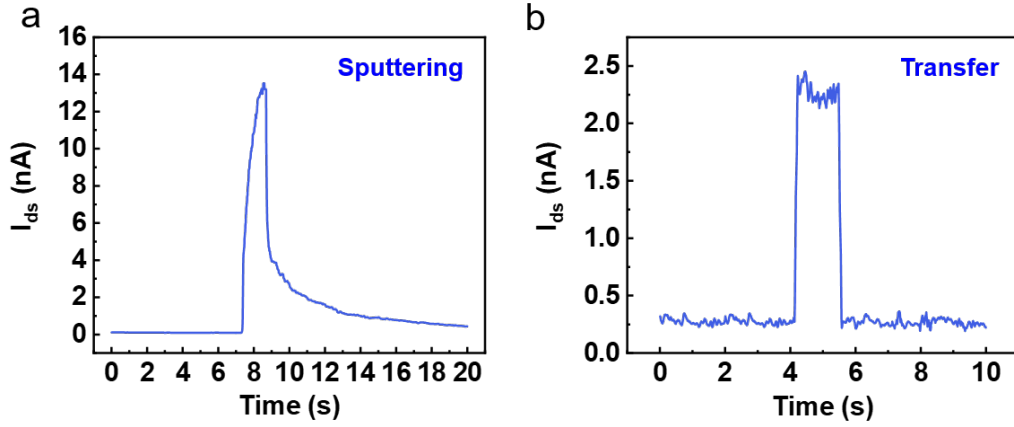 a
Sputtering
16
14
12
10
8
6
4
2
0
I_ds (nA)
0 2 4 6 8 10 12 14 16 18 20
Time (s)
b
Transfer
2.5
2.0
1.5
1.0
0.5
0.0
I_ds (nA)
0 2 4 6 8 10
Time (s)